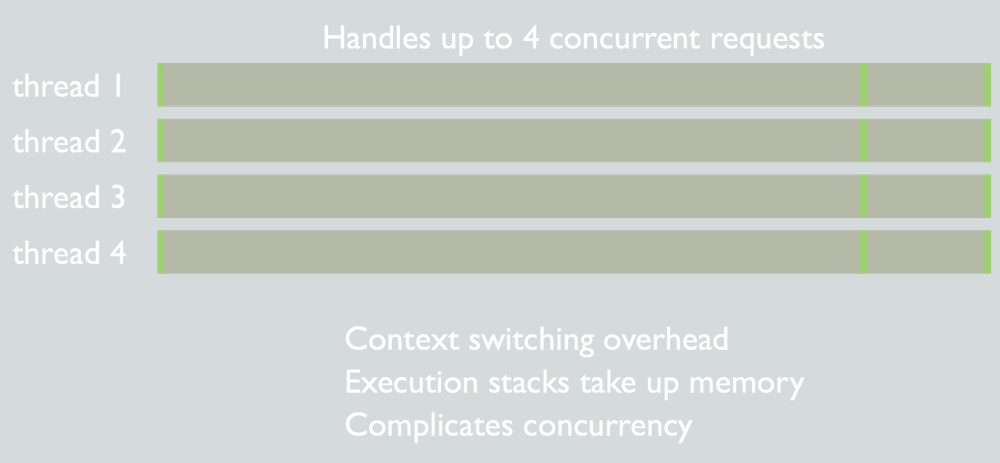 Handles up to 4 concurrent requests
thread 1
thread 2
thread 3
thread 4
Context switching overhead
Execution stacks take up memory
Complicates concurrency